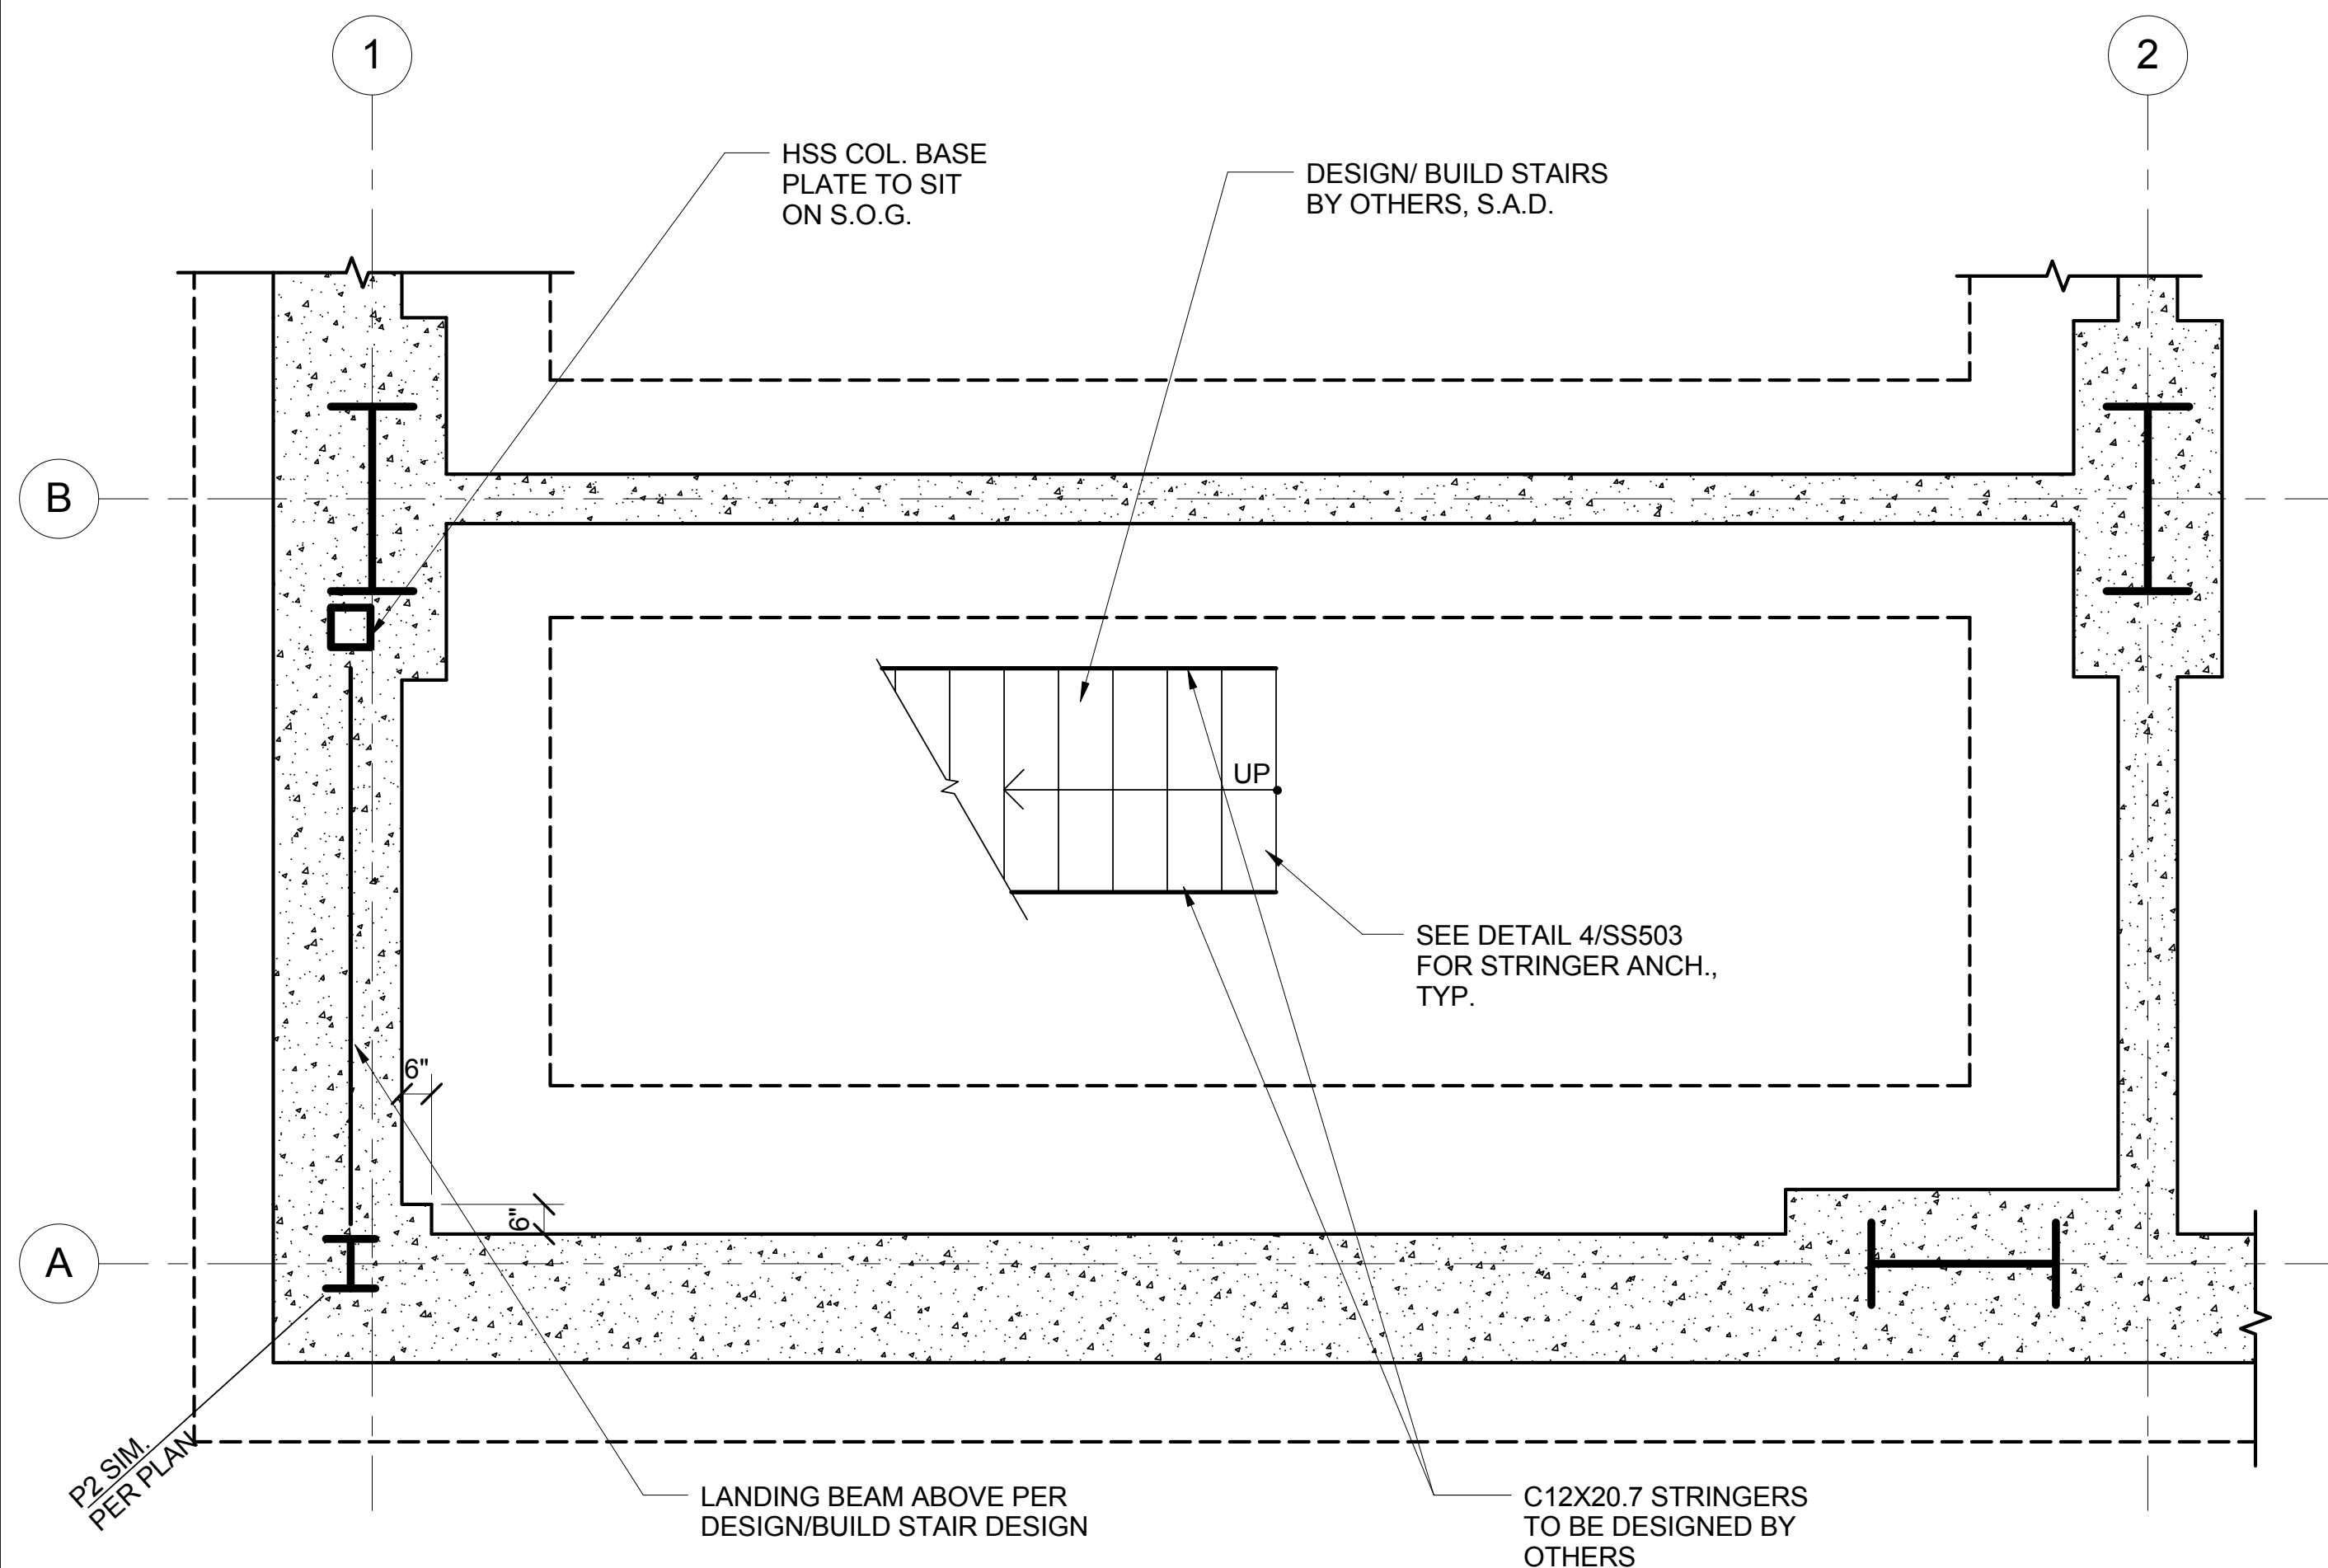 1
2
HSS COL. BASE
PLATE TO SIT
ON S.O.G.
DESIGN/ BUILD STAIRS
BY OTHERS, S.A.D.
B
UP
SEE DETAIL 4/SS503
FOR STRINGER ANCH.,
TYP.
6"
6"
A
P2 SIM.
PER PLAN
LANDING BEAM ABOVE PER
DESIGN/BUILD STAIR DESIGN
C12X20.7 STRINGERS
TO BE DESIGNED BY
OTHERS